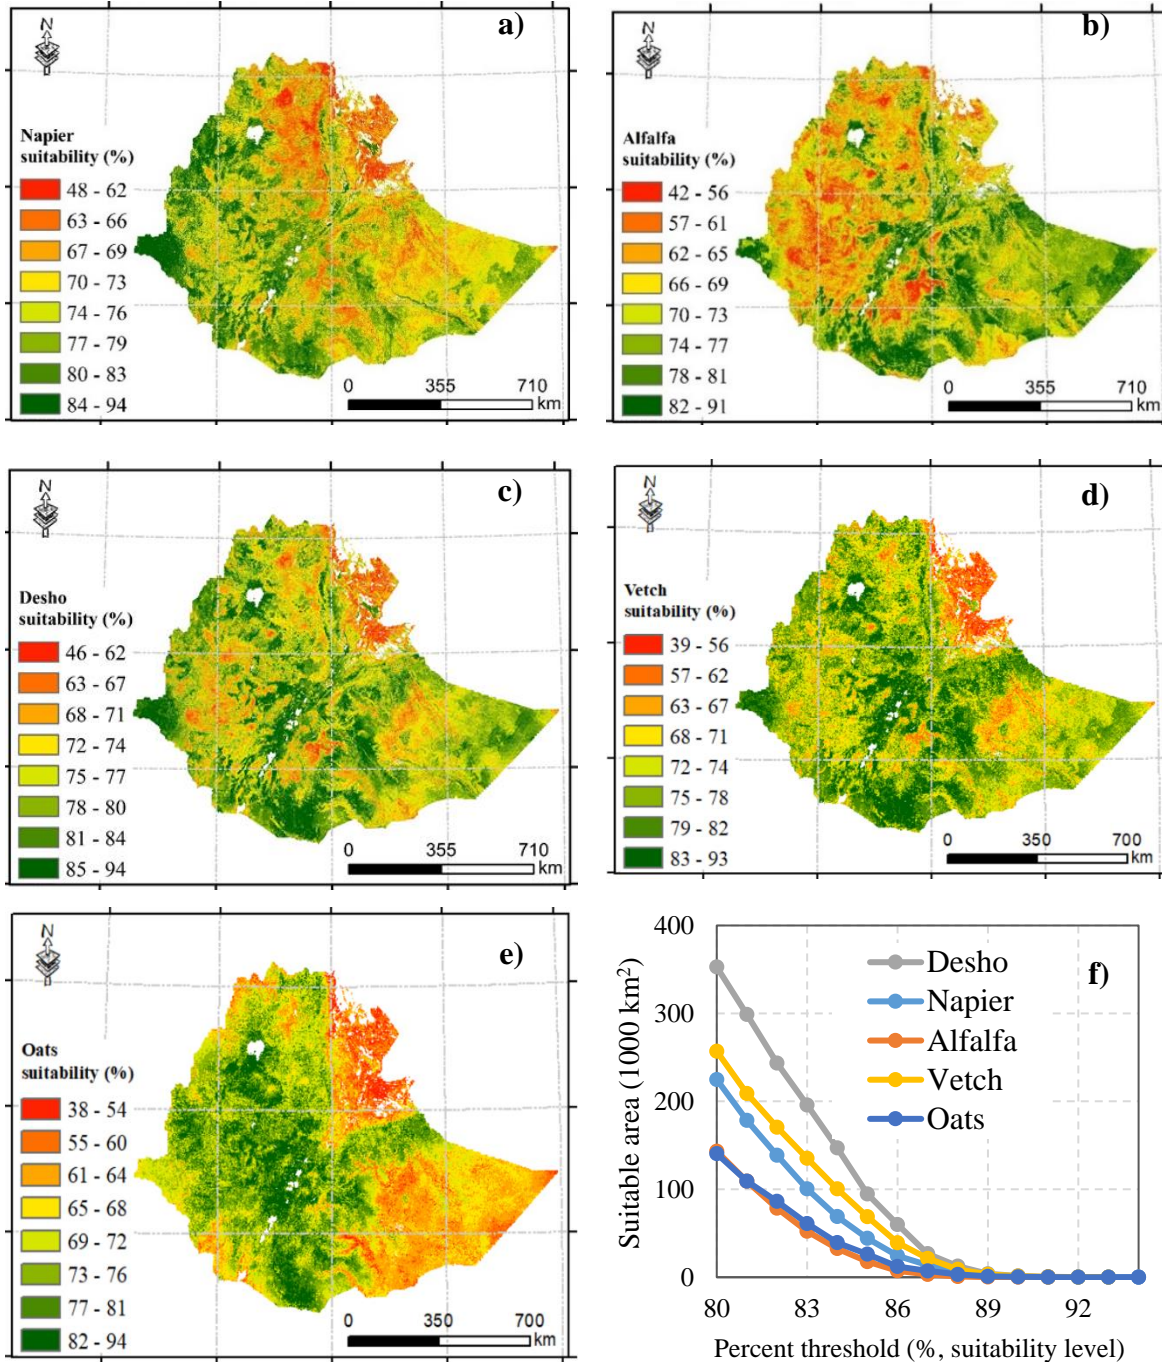 N
a)
Napier
suitability (%)
48 - 62
63 - 66
67 - 69
70 - 73
74 - 76
77 - 79
80 - 83
84 - 94
0 355 710
km
N
b)
Alfalfa
suitability (%)
42 - 56
57 - 61
62 - 65
66 - 69
70 - 73
74 - 77
78 - 81
82 - 91
0 355 710
km
N
c)
Desho
suitability (%)
46 - 62
63 - 67
68 - 71
72 - 74
75 - 77
78 - 80
81 - 84
85 - 94
0 355 710
km
N
d)
Vetch
suitability (%)
39 - 56
57 - 62
63 - 67
68 - 71
72 - 74
75 - 78
79 - 82
83 - 93
0 350 700
km
N
e)
Oats
suitability (%)
38 - 54
55 - 60
61 - 64
65 - 68
69 - 72
73 - 76
77 - 81
82 - 94
0 350 700
km
f)
Suitable area (1000 km²)
400
300
200
100
0
Desho
Napier
Alfalfa
Vetch
Oats
80 83 86 89 92
Percent threshold (%, suitability level)